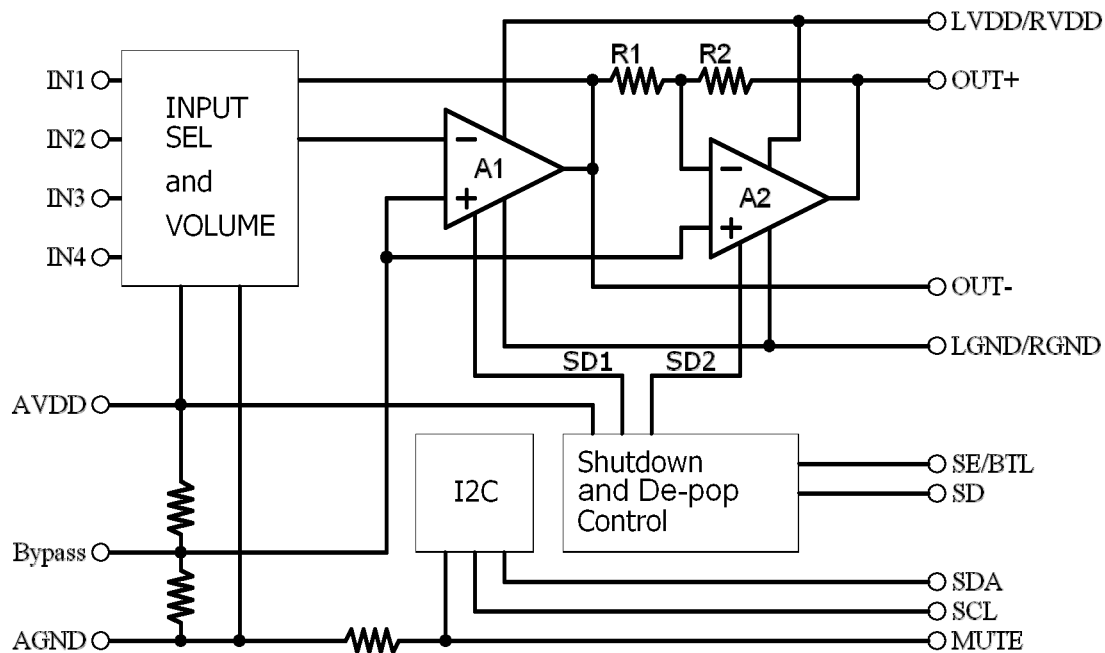 LVDD/RVDD
R1
R2
IN1
OUT+
INPUT
SEL
and
VOLUME
IN2
−
A1
+
−
A2
+
IN3
IN4
OUT-
LGND/RGND
SD1
SD2
AVDD
I2C
Shutdown
and De-pop
Control
SE/BTL
SD
Bypass
SDA
SCL
AGND
MUTE